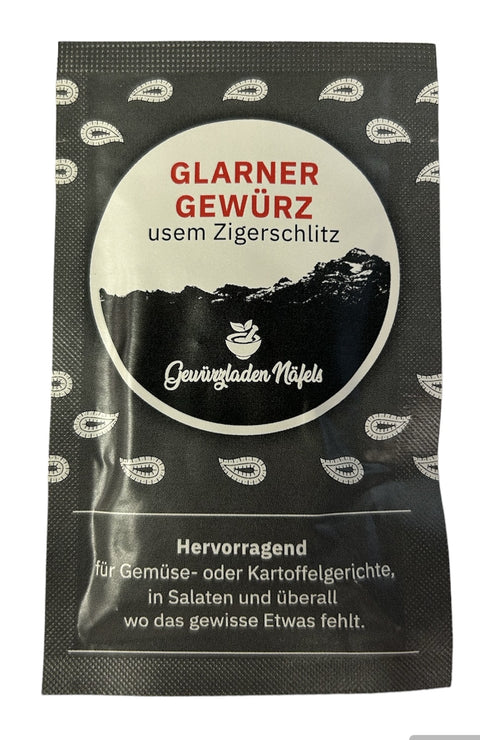 GLARNER
GEWÜRZ
usem Zigerschlitz
Gewürzladen Näfels
Hervorragend
für Gemüse- oder Kartoffelgerichte,
in Salaten und überall
wo das gewisse Etwas fehlt.